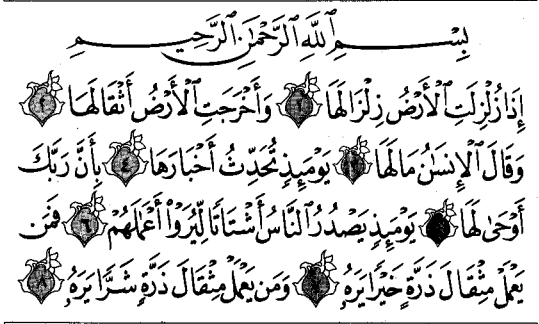 بِسْمِ ٱللَّهِ ٱلرَّحْمَٰنِ ٱلرَّحِيمِ
إِذَا زُلْزِلَتِ ٱلْأَرْضُ زِلْزَالَهَا ١ وَأَخْرَجَتِ ٱلْأَرْضُ أَثْقَالَهَا ٢
وَقَالَ ٱلْإِنسَٰنُ مَا لَهَا ٣ يَوْمَئِذٍ تُحَدِّثُ أَخْبَارَهَا ٤ بِأَنَّ رَبَّكَ
أَوْحَىٰ لَهَا ٥ يَوْمَئِذٍ يَصْدُرُ ٱلنَّاسُ أَشْتَاتًا لِّيُرَوْا۟ أَعْمَٰلَهُمْ ٦ فَمَن
يَعْمَلْ مِثْقَالَ ذَرَّةٍ خَيْرًا يَرَهُۥ ٧ وَمَن يَعْمَلْ مِثْقَالَ ذَرَّةٍ شَرًّا يَرَهُۥ ٨